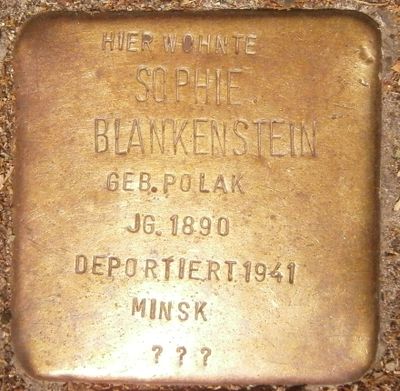 HIER WOHNTE
SOPHIE
BLANKENSTEIN
GEB. POLAK
JG. 1890
DEPORTIERT 1941
MINSK
? ? ?